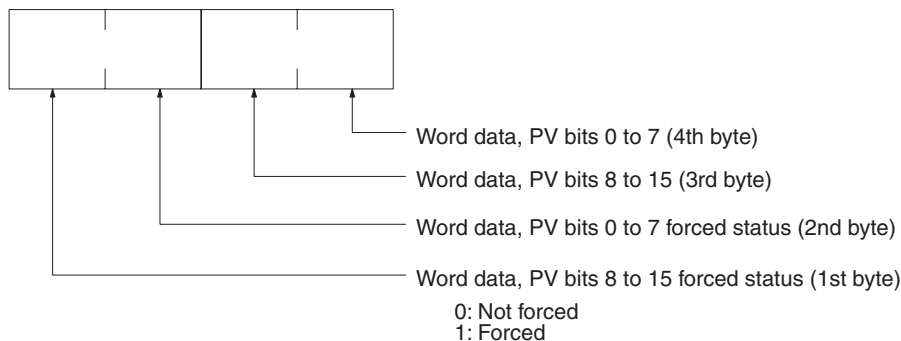 Word data, PV bits 0 to 7 (4th byte)
Word data, PV bits 8 to 15 (3rd byte)
Word data, PV bits 0 to 7 forced status (2nd byte)
Word data, PV bits 8 to 15 forced status (1st byte)
0: Not forced
1: Forced